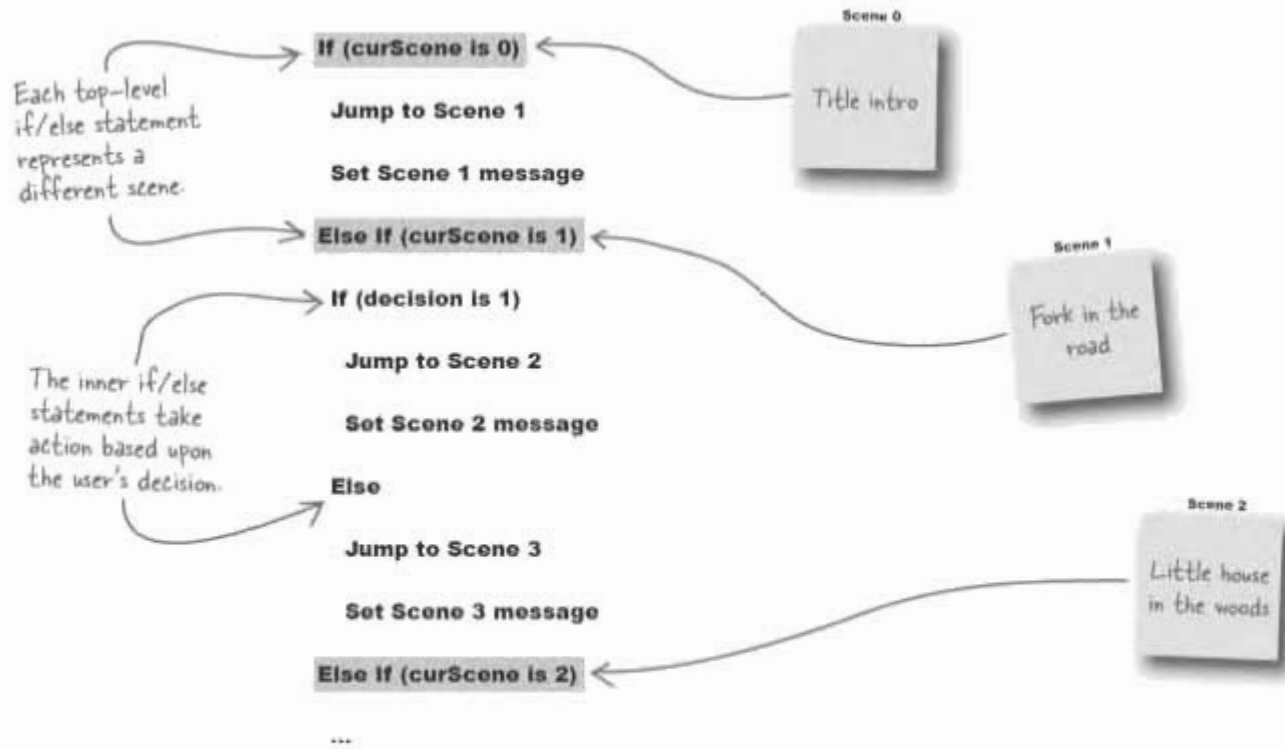 Scene 0
If (curScene is 0)
Title intro
Each top-level
if/else statement
represents a
different scene.
Jump to Scene 1
Set Scene 1 message
Else If (curScene is 1)
Scene 1
Fork in the
road
If (decision is 1)
Jump to Scene 2
The inner if/else
statements take
action based upon
the user's decision.
Set Scene 2 message
Else
Scene 2
Little house
in the woods
Jump to Scene 3
Set Scene 3 message
Else If (curScene is 2)
...